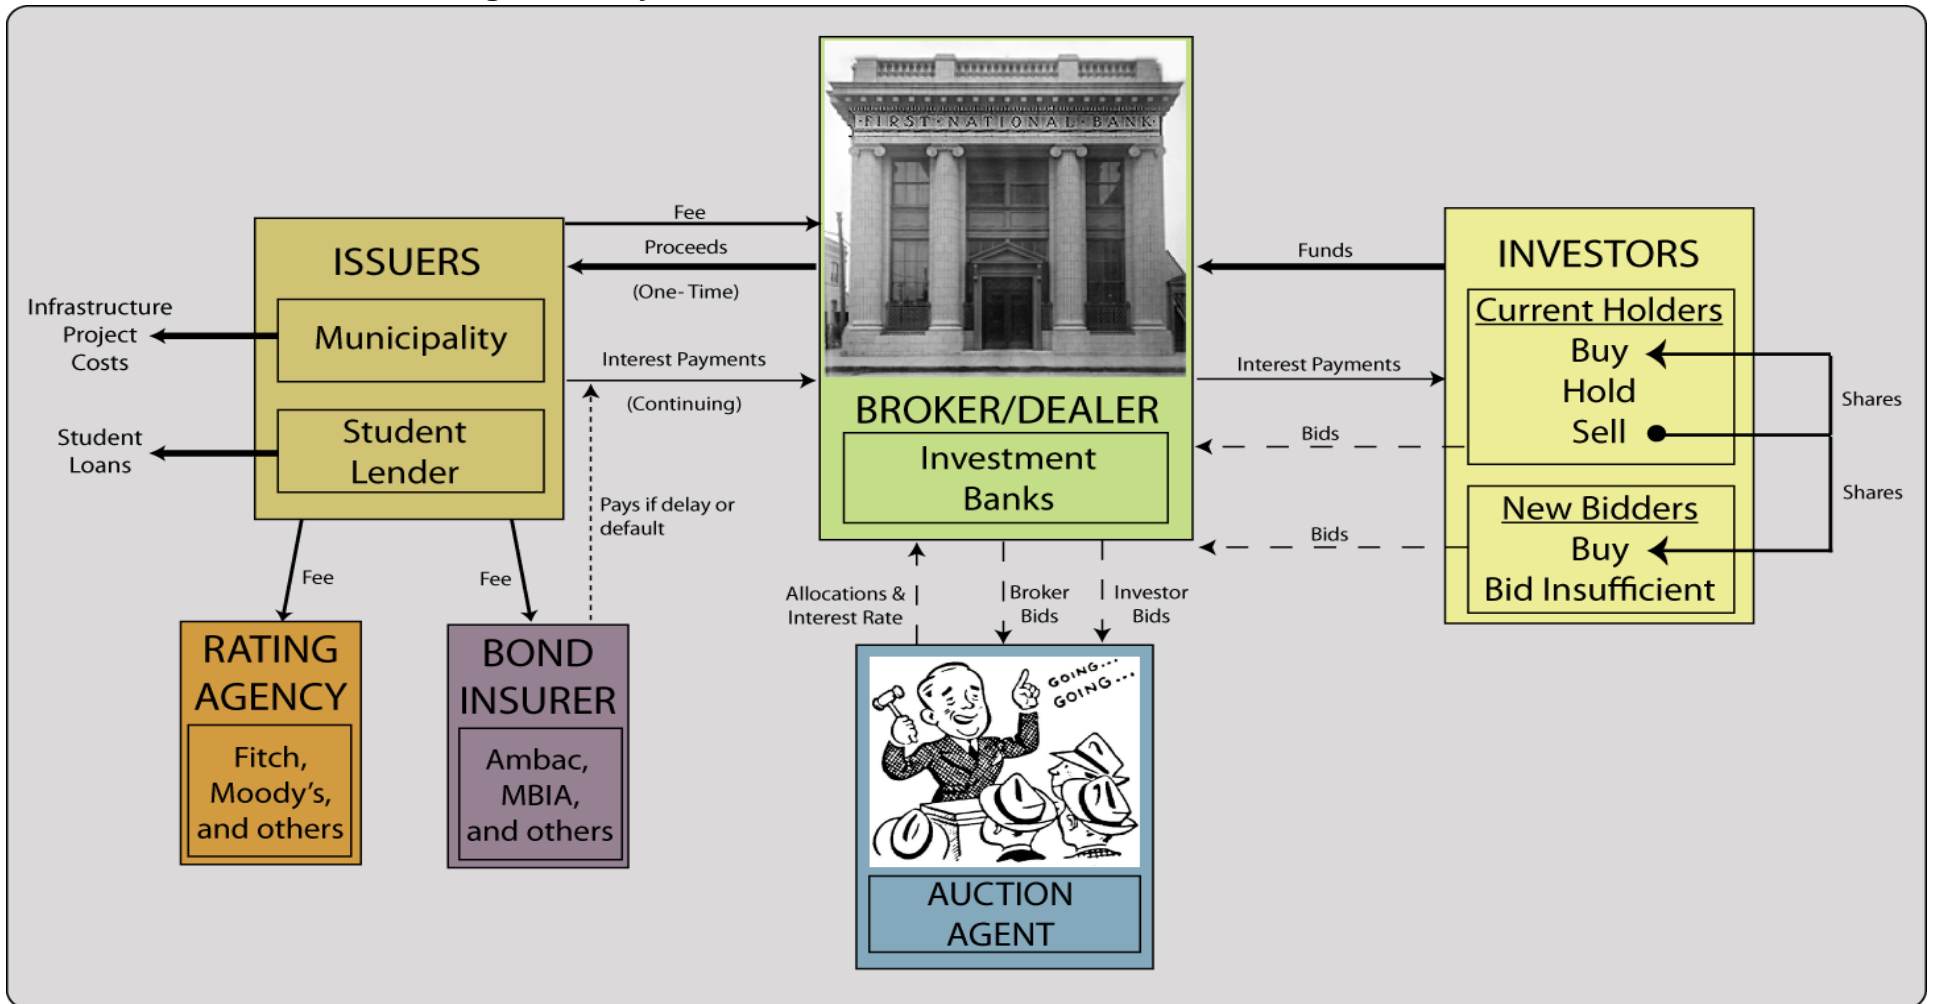 FIRST·NATIONAL·BANK
ISSUERS
Municipality
Student
Lender
Infrastructure
Project
Costs
Student
Loans
Fee
Proceeds
(One-Time)
Interest Payments
(Continuing)
Pays if delay or
default
Fee
Fee
RATING
AGENCY
Fitch,
Moody's,
and others
BOND
INSURER
Ambac,
MBIA,
and others
BROKER/DEALER
Investment
Banks
Allocations &
Interest Rate
Broker
Bids
Investor
Bids
GOING...
GOING...
AUCTION
AGENT
Funds
Interest Payments
Bids
Bids
INVESTORS
Current Holders
Buy
Hold
Sell
New Bidders
Buy
Bid Insufficient
Shares
Shares